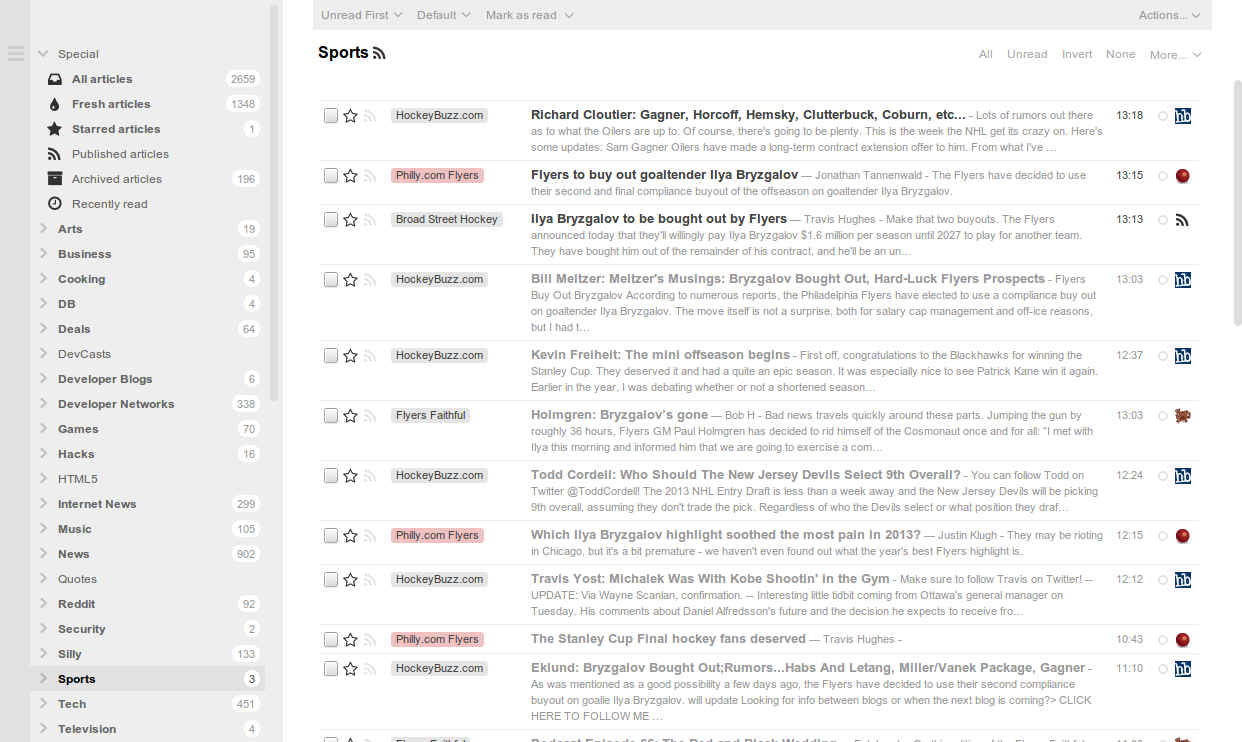 Unread First Default Mark as read Actions...
Special
All articles 2659
Fresh articles 1348
Starred articles 1
Published articles
Archived articles 196
Recently read
Arts 19
Business 95
Cooking 4
DB 4
Deals 64
DevCasts
Developer Blogs 6
Developer Networks 338
Games 70
Hacks 16
HTML5
Internet News 299
Music 105
News 902
Quotes
Reddit 92
Security 2
Silly 133
Sports 3
Tech 451
Television 4
Sports All Unread Invert None More...
HockeyBuzz.com Richard Cloutier: Gagner, Horcoff, Hemsky, Clutterbuck, Coburn, etc... - Lots of rumors out there 13:18 hb
as to what the Oilers are up to. Of course, there's going to be plenty. This is the week the NHL get its crazy on. Here's
some updates: Sam Gagner Oilers have made a long-term contract extension offer to him. From what I've …
Philly.com Flyers Flyers to buy out goaltender Ilya Bryzgalov — Jonathan Tannenwald - The Flyers have decided to use 13:15
their second and final compliance buyout of the offseason on goaltender Ilya Bryzgalov.
Broad Street Hockey Ilya Bryzgalov to be bought out by Flyers — Travis Hughes - Make that two buyouts. The Flyers 13:13
announced today that they'll willingly pay Ilya Bryzgalov $1.6 million per season until 2027 to play for another team.
They have bought him out of the remainder of his contract, and he'll be an un…
HockeyBuzz.com Bill Meltzer: Meltzer's Musings: Bryzgalov Bought Out, Hard-Luck Flyers Prospects - Flyers 13:03 hb
Buy Out Bryzgalov According to numerous reports, the Philadelphia Flyers have elected to use a compliance buy out
on goaltender Ilya Bryzgalov. The move itself is not a surprise, both for salary cap management and off-ice reasons,
but I had t…
HockeyBuzz.com Kevin Freiheit: The mini offseason begins - First off, congratulations to the Blackhawks for winning the 12:37 hb
Stanley Cup. They deserved it and had a quite an epic season. It was especially nice to see Patrick Kane win it again.
Earlier in the year, I was debating whether or not a shortened season…
Flyers Faithful Holmgren: Bryzgalov's gone — Bob H - Bad news travels quickly around these parts. Jumping the gun by 13:03
roughly 36 hours, Flyers GM Paul Holmgren has decided to rid himself of the Cosmonaut once and for all: "I met with
Ilya this morning and informed him that we are going to exercise a com…
HockeyBuzz.com Todd Cordell: Who Should The New Jersey Devils Select 9th Overall? - You can follow Todd on 12:24 hb
Twitter @ToddCordell! The 2013 NHL Entry Draft is less than a week away and the New Jersey Devils will be picking
9th overall, assuming they don't trade the pick. Regardless of who the Devils select or what position they draf…
Philly.com Flyers Which Ilya Bryzgalov highlight soothed the most pain in 2013? — Justin Klugh - They may be rioting 12:15
in Chicago, but it's a bit premature - we haven't even found out what the year's best Flyers highlight is.
HockeyBuzz.com Travis Yost: Michalek Was With Kobe Shootin' in the Gym - Make sure to follow Travis on Twitter! -- 12:12 hb
UPDATE: Via Wayne Scanlan, confirmation. -- Interesting little tidbit coming from Ottawa's general manager on
Tuesday. His comments about Daniel Alfredsson's future and the decision he expects to receive fro…
Philly.com Flyers The Stanley Cup Final hockey fans deserved — Travis Hughes - 10:43
HockeyBuzz.com Eklund: Bryzgalov Bought Out;Rumors...Habs And Letang, Miller/Vanek Package, Gagner - 11:10 hb
As was mentioned as a good possibility a few days ago, the Flyers have decided to use their second compliance
buyout on goalie Ilya Bryzgalov. will update Looking for info between blogs or when the next blog is coming?> CLICK
HERE TO FOLLOW ME …